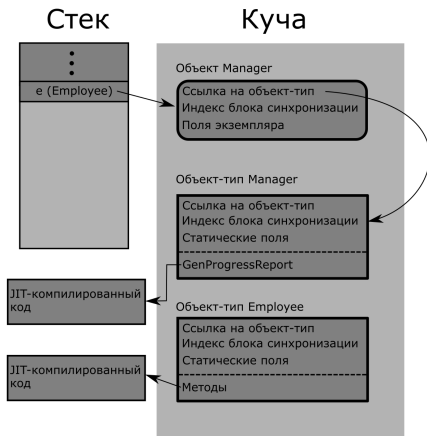 Стек
Куча
e (Employee)
Объект Manager
Ссылка на объект-тип
Индекс блока синхронизации
Поля экземпляра
Объект-тип Manager
Ссылка на объект-тип
Индекс блока синхронизации
Статические поля
GenProgressReport
JIT-компилированный
код
Объект-тип Employee
Ссылка на объект-тип
Индекс блока синхронизации
Статические поля
Методы
JIT-компилированный
код